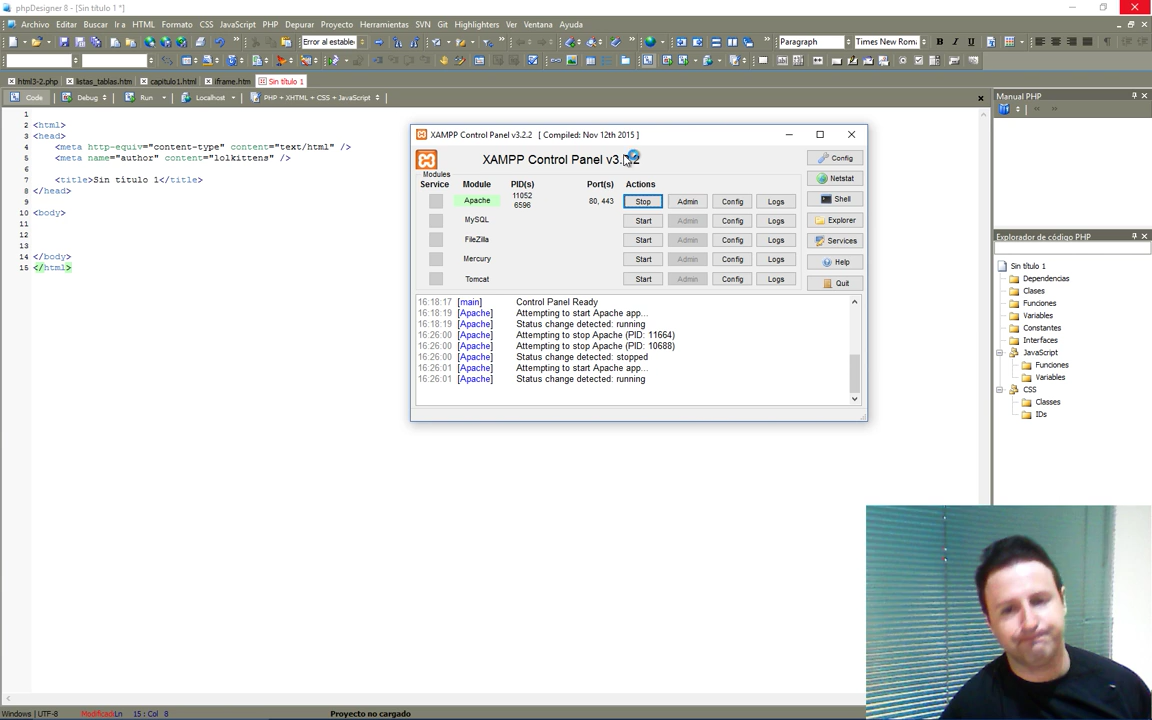 phpDesigner 8 - [Sin título 1 *]
Archivo Editar Buscar Ir a HTML Formato CSS JavaScript PHP Depurar Proyecto Herramientas SVN Git Highlighters Ver Ventana Ayuda
Error al estable Paragraph Times New Rom B I U
html3-2.php listas_tablas.htm capitulo1.html iframe.htm Sin título 1
Code Debug Run Localhost PHP + XHTML + CSS + JavaScript
1
2 <html>
3 <head>
4 <meta http-equiv="content-type" content="text/html" />
5 <meta name="author" content="lolkittens" />
6
7 <title>Sin título 1</title>
8 </head>
9
10 <body>
11
12
13
14 </body>
15 </html>
XAMPP Control Panel v3.2.2 [ Compiled: Nov 12th 2015 ]
XAMPP Control Panel v3.2.2
Modules
Service Module PID(s) Port(s) Actions
Apache 11052 6596 80, 443 Stop Admin Config Logs
MySQL Start Admin Config Logs
FileZilla Start Admin Config Logs
Mercury Start Admin Config Logs
Tomcat Start Admin Config Logs
Config
Netstat
Shell
Explorer
Services
Help
Quit
16:18:17 [main] Control Panel Ready
16:18:19 [Apache] Attempting to start Apache app...
16:18:19 [Apache] Status change detected: running
16:26:00 [Apache] Attempting to stop Apache (PID: 11664)
16:26:00 [Apache] Attempting to stop Apache (PID: 10688)
16:26:00 [Apache] Status change detected: stopped
16:26:01 [Apache] Attempting to start Apache app...
16:26:01 [Apache] Status change detected: running
Manual PHP
Explorador de código PHP
Sin título 1
Dependencias
Clases
Funciones
Variables
Constantes
Interfaces
JavaScript
Funciones
Variables
CSS
Classes
IDs
Windows | UTF-8 Modificado Ln 15 : Col 8 Proyecto no cargado